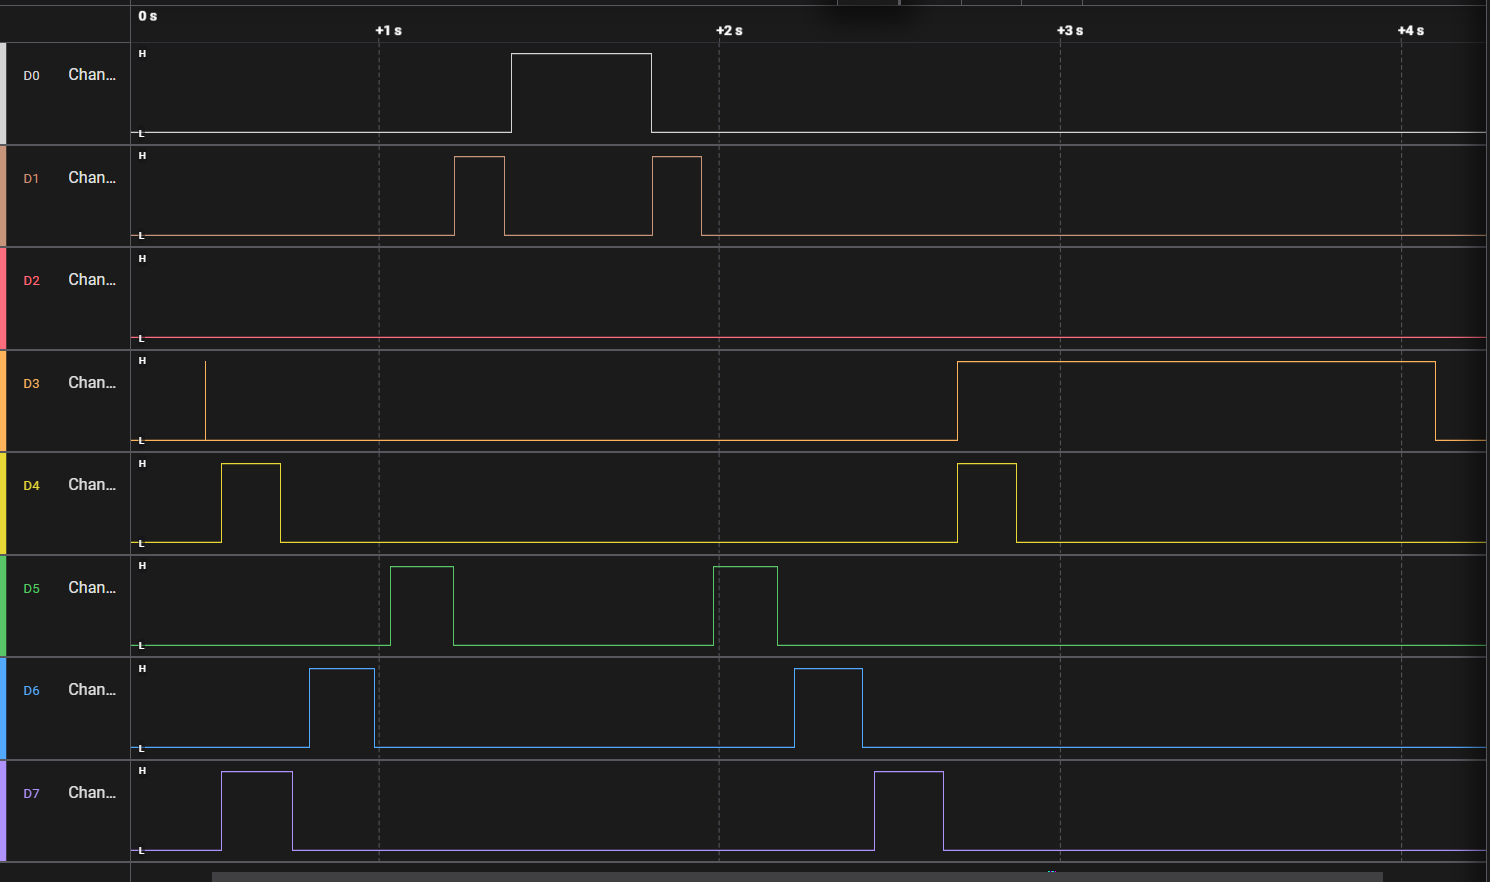 0 s
+1 s +2 s +3 s +4 s
H
D0 Chan...
L
H
D1 Chan...
L
H
D2 Chan...
L
H
D3 Chan...
L
H
D4 Chan...
L
H
D5 Chan...
L
H
D6 Chan...
L
H
D7 Chan...
L